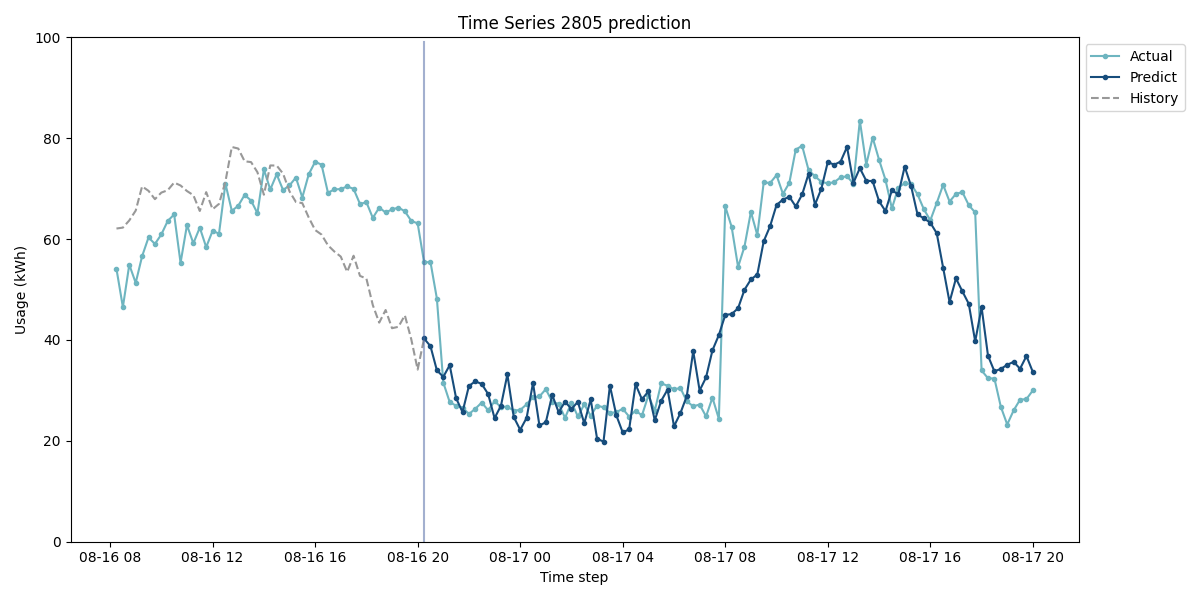 Time Series 2805 prediction
Usage (kWh)
100
80
60
40
20
0
08-16 08
08-16 12
08-16 16
08-16 20
08-17 00
08-17 04
08-17 08
08-17 12
08-17 16
08-17 20
Time step
Actual
Predict
History